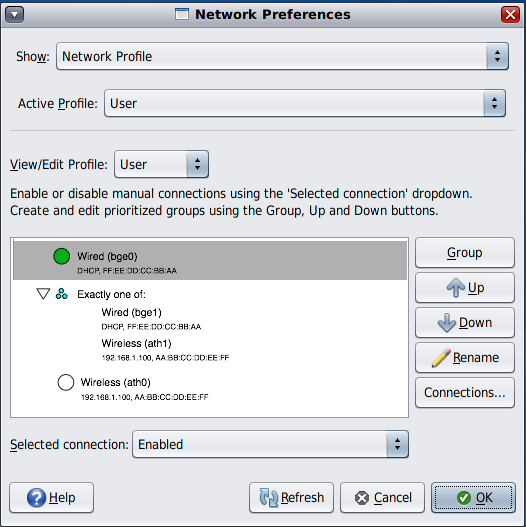 Network Preferences
Show: Network Profile
Active Profile: User
View/Edit Profile: User
Enable or disable manual connections using the 'Selected connection' dropdown.
Create and edit prioritized groups using the Group, Up and Down buttons.
Wired (bge0)
DHCP, FF:EE:DD:CC:BB:AA
Exactly one of:
Wired (bge1)
DHCP, FF:EE:DD:CC:BB:AA
Wireless (ath1)
192.168.1.100, AA:BB:CC:DD:EE:FF
Wireless (ath0)
192.168.1.100, AA:BB:CC:DD:EE:FF
Group
Up
Down
Rename
Connections...
Selected connection: Enabled
Help
Refresh
Cancel
OK